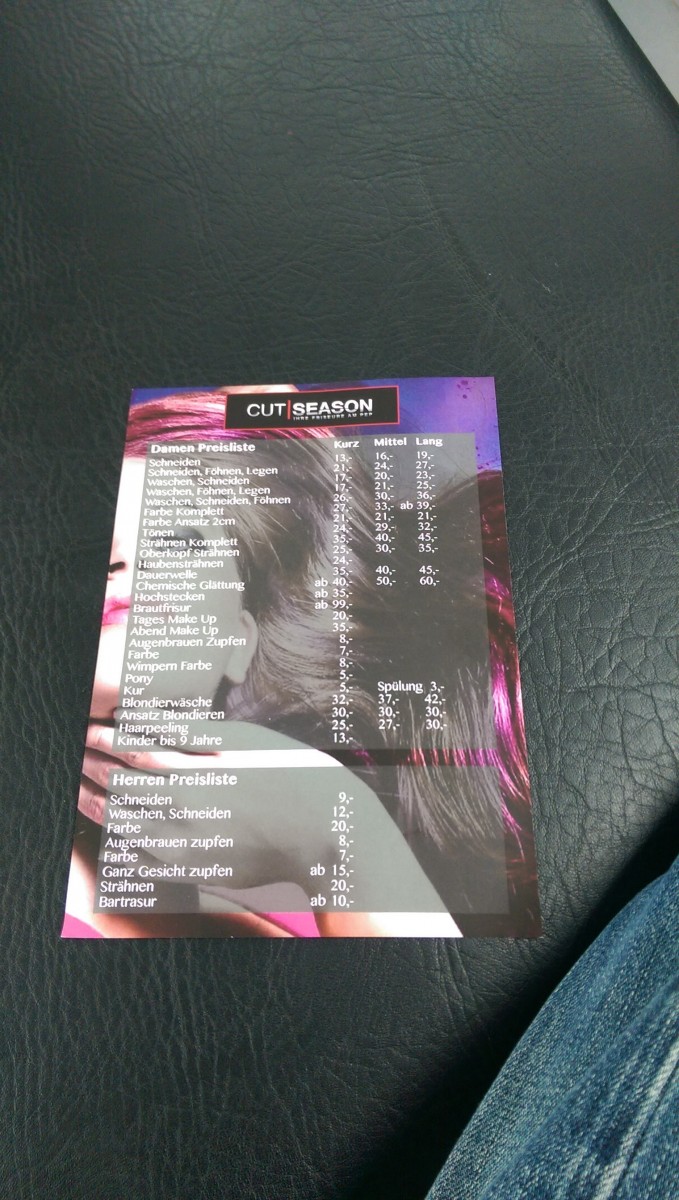 CUT|SEASON
IHRE FRISEURE AM PEP
Damen Preisliste Kurz Mittel Lang
Schneiden 13,- 16,- 19,-
Schneiden, Föhnen, Legen 21,- 24,- 27,-
Waschen, Schneiden 17,- 20,- 23,-
Waschen, Föhnen, Legen 17,- 21,- 25,-
Waschen, Schneiden, Föhnen 26,- 30,- 36,-
Farbe Komplett 27,- 33,- ab 39,-
Farbe Ansatz 2cm 21,- 21,- 21,-
Tönen 24,- 29,- 32,-
Strähnen Komplett 35,- 40,- 45,-
Oberkopf Strähnen 25,- 30,- 35,-
Haubensträhnen 24,-
Dauerwelle 35,- 40,- 45,-
Chemische Glättung ab 40,- 50,- 60,-
Hochstecken ab 35,-
Brautfrisur ab 99,-
Tages Make Up 20,-
Abend Make Up 35,-
Augenbrauen Zupfen 8,-
Farbe 7,-
Wimpern Farbe 8,-
Pony 5,-
Kur 5,- Spülung 3,-
Blondierwäsche 32,- 37,- 42,-
Ansatz Blondieren 30,- 30,- 30,-
Haarpeeling 25,- 27,- 30,-
Kinder bis 9 Jahre 13,-
Herren Preisliste
Schneiden 9,-
Waschen, Schneiden 12,-
Farbe 20,-
Augenbrauen zupfen 8,-
Farbe 7,-
Ganz Gesicht zupfen ab 15,-
Strähnen 20,-
Bartrasur ab 10,-